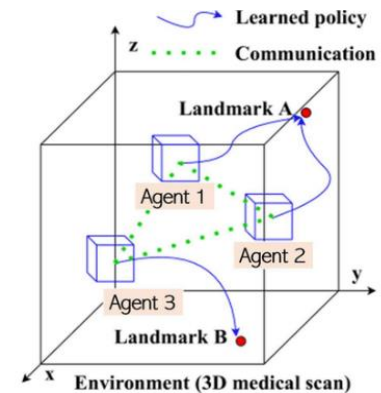 Learned policy
z
Communication
Landmark A
Agent 1
Agent 2
y
Agent 3
Landmark B
x
Environment (3D medical scan)